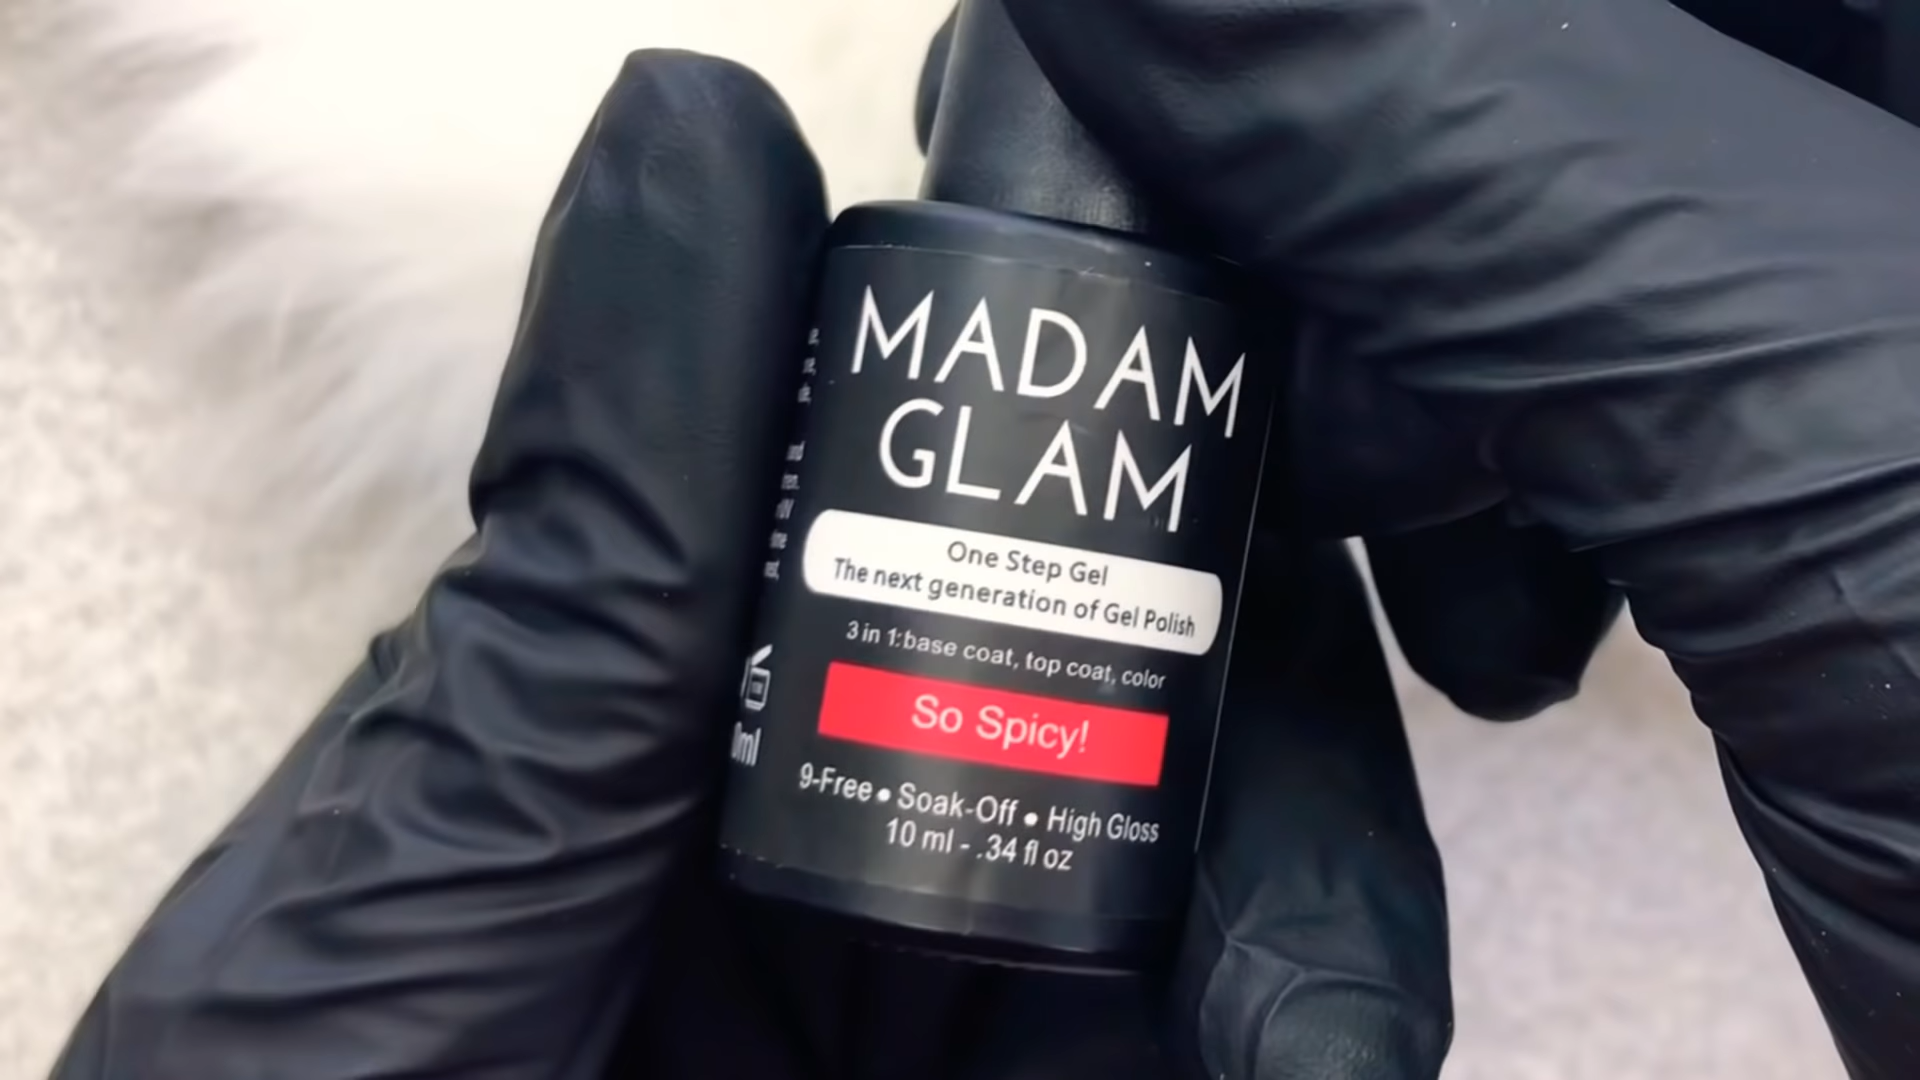 MADAM
GLAM
One Step Gel
The next generation of Gel Polish
3 in 1:base coat, top coat, color
So Spicy!
9-Free • Soak-Off • High Gloss
10 ml - .34 fl oz